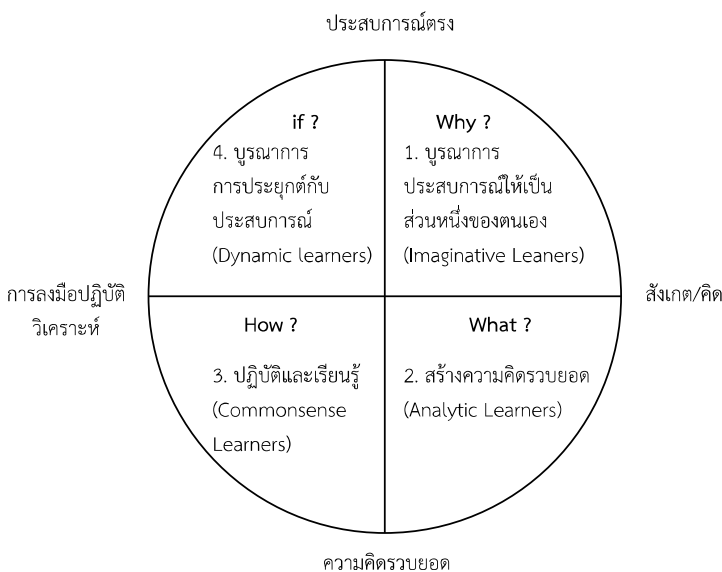 ประสบการณ์ตรง
if ?
4. บูรณาการ
การประยุกต์กับ
ประสบการณ์
(Dynamic learners)
Why ?
1. บูรณาการ
ประสบการณ์ให้เป็น
ส่วนหนึ่งของตนเอง
(Imaginative Leaners)
การลงมือปฏิบัติ
วิเคราะห์
สังเกต/คิด
How ?
3. ปฏิบัติและเรียนรู้
(Commonsense
Learners)
What ?
2. สร้างความคิดรวบยอด
(Analytic Learners)
ความคิดรวบยอด